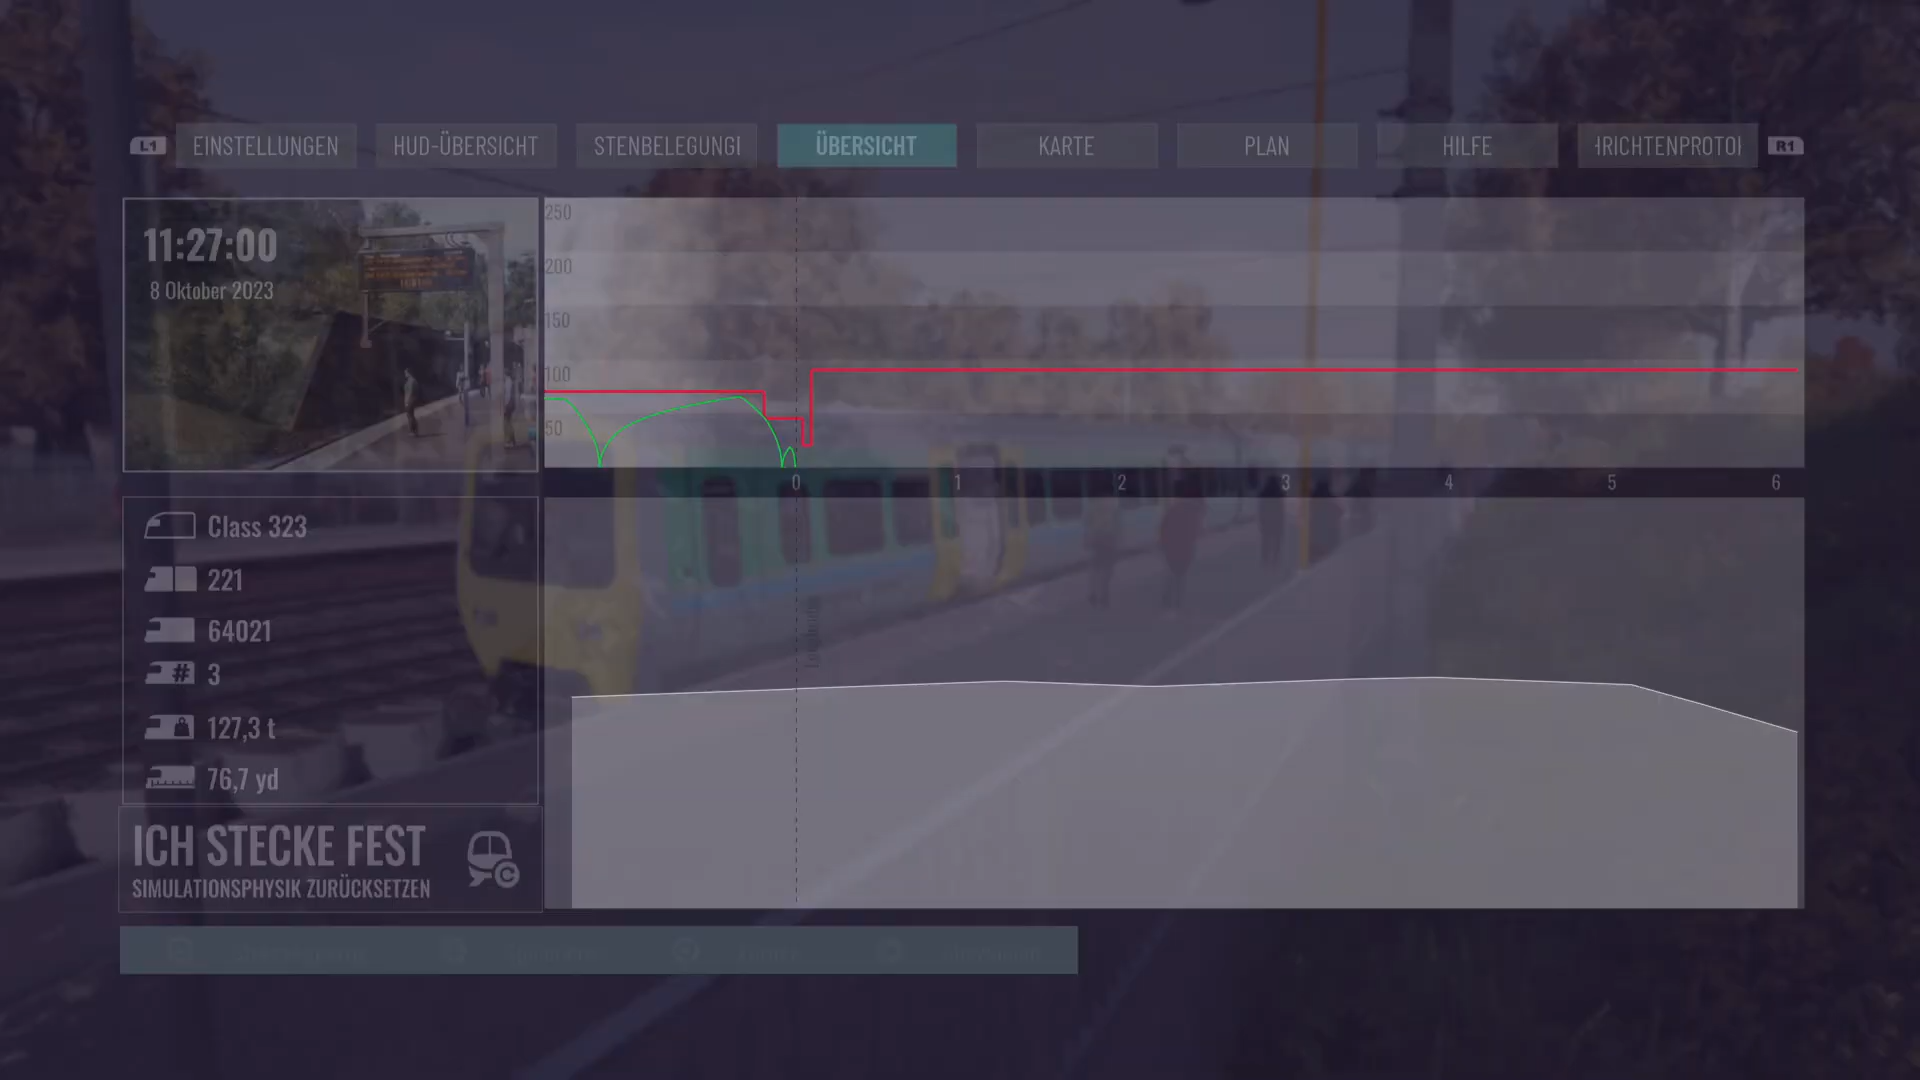 L1
EINSTELLUNGEN
HUD-ÜBERSICHT
STENBELEGUNGI
ÜBERSICHT
KARTE
PLAN
HILFE
IRICHTENPROTOI
R1
11:27:00
8 Oktober 2023
250
200
150
100
50
0 1 2 3 4 5 6
Class 323
221
64021
# 3
127,3 t
76,7 yd
ICH STECKE FEST
SIMULATIONSPHYSIK ZURÜCKSETZEN